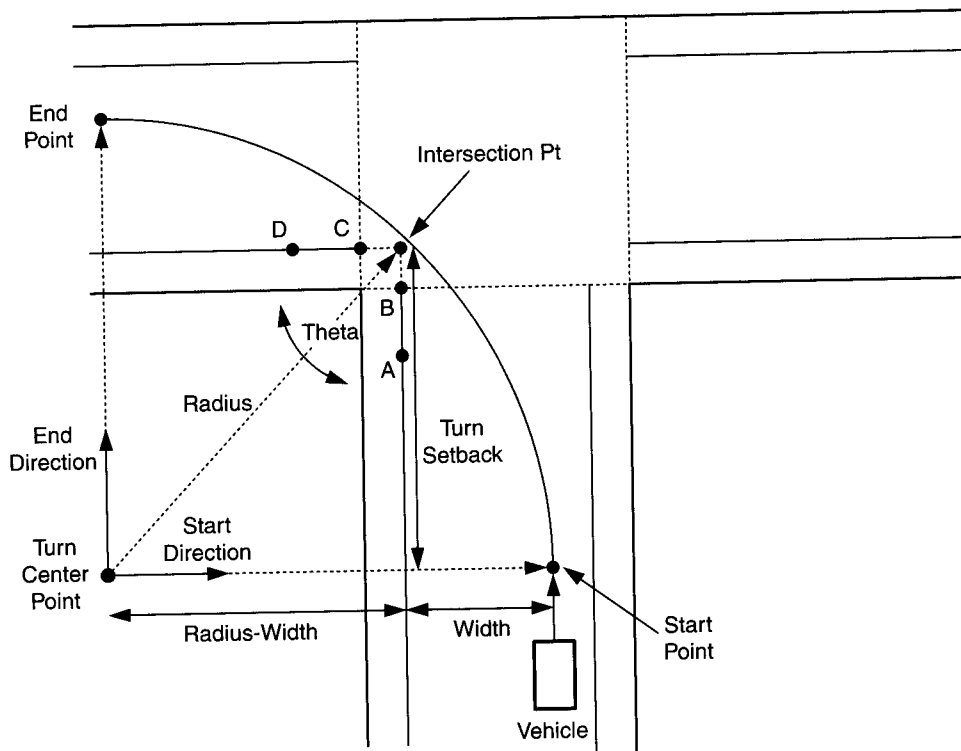 End
Point
Intersection Pt
D
C
B
Theta
A
Radius
Turn
Setback
End
Direction
Start
Direction
Turn
Center
Point
Radius-Width
Width
Start
Point
Vehicle